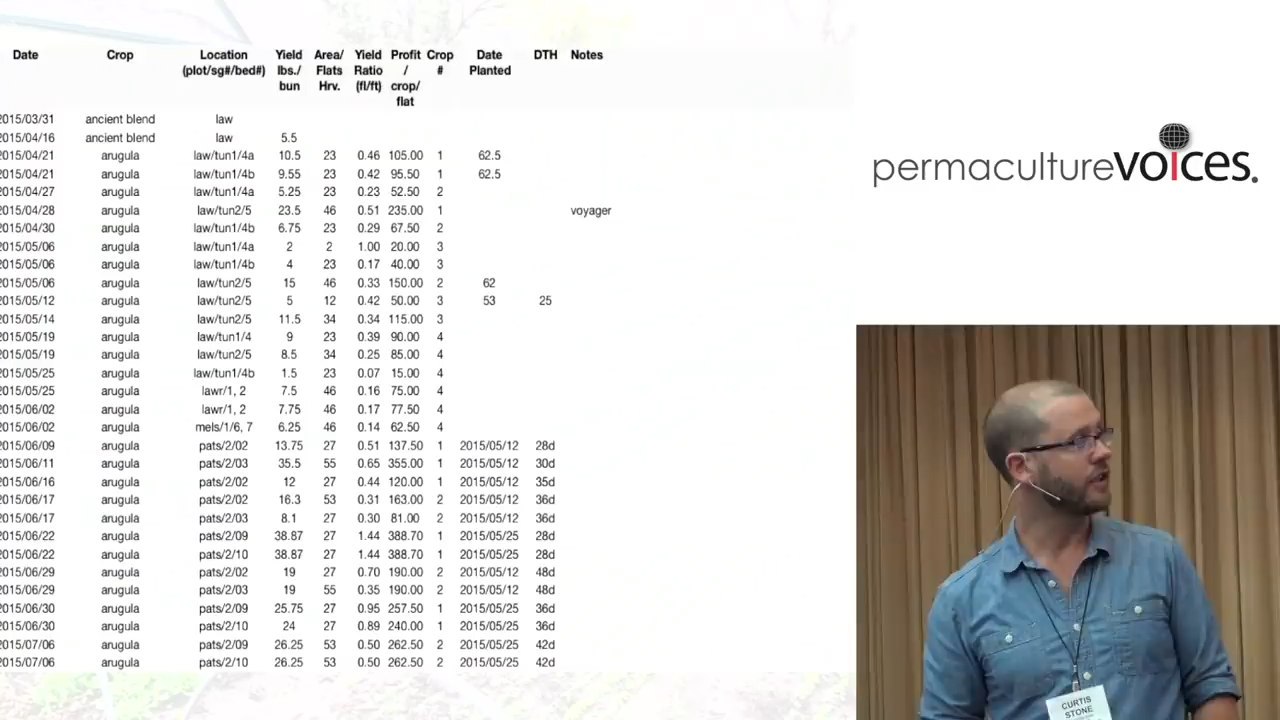 Date Crop Location Yield Area/ Yield Profit Crop Date DTH Notes
(plot/sg#/bed#) lbs./ Flats Ratio / # Planted
bun Hrv. (fl/ft) crop/
flat
2015/03/31 ancient blend law
2015/04/16 ancient blend law 5.5
2015/04/21 arugula law/tun1/4a 10.5 23 0.46 105.00 1 62.5
2015/04/21 arugula law/tun1/4b 9.55 23 0.42 95.50 1 62.5
2015/04/27 arugula law/tun1/4a 5.25 23 0.23 52.50 2
2015/04/28 arugula law/tun2/5 23.5 46 0.51 235.00 1 voyager
2015/04/30 arugula law/tun1/4b 6.75 23 0.29 67.50 2
2015/05/06 arugula law/tun1/4a 2 2 1.00 20.00 3
2015/05/06 arugula law/tun1/4b 4 23 0.17 40.00 3
2015/05/06 arugula law/tun2/5 15 46 0.33 150.00 2 62
2015/05/12 arugula law/tun2/5 5 12 0.42 50.00 3 53 25
2015/05/14 arugula law/tun2/5 11.5 34 0.34 115.00 3
2015/05/19 arugula law/tun1/4 9 23 0.39 90.00 4
2015/05/19 arugula law/tun2/5 8.5 34 0.25 85.00 4
2015/05/25 arugula law/tun1/4b 1.5 23 0.07 15.00 4
2015/05/25 arugula lawr/1, 2 7.5 46 0.16 75.00 4
2015/06/02 arugula lawr/1, 2 7.75 46 0.17 77.50 4
2015/06/02 arugula mels/1/6, 7 6.25 46 0.14 62.50 4
2015/06/09 arugula pats/2/02 13.75 27 0.51 137.50 1 2015/05/12 28d
2015/06/11 arugula pats/2/03 35.5 55 0.65 355.00 1 2015/05/12 30d
2015/06/16 arugula pats/2/02 12 27 0.44 120.00 1 2015/05/12 35d
2015/06/17 arugula pats/2/02 16.3 53 0.31 163.00 2 2015/05/12 36d
2015/06/17 arugula pats/2/03 8.1 27 0.30 81.00 2 2015/05/12 36d
2015/06/22 arugula pats/2/09 38.87 27 1.44 388.70 1 2015/05/25 28d
2015/06/22 arugula pats/2/10 38.87 27 1.44 388.70 1 2015/05/25 28d
2015/06/29 arugula pats/2/02 19 27 0.70 190.00 2 2015/05/12 48d
2015/06/29 arugula pats/2/03 19 55 0.35 190.00 2 2015/05/12 48d
2015/06/30 arugula pats/2/09 25.75 27 0.95 257.50 1 2015/05/25 36d
2015/06/30 arugula pats/2/10 24 27 0.89 240.00 1 2015/05/25 36d
2015/07/06 arugula pats/2/09 26.25 53 0.50 262.50 2 2015/05/25 42d
2015/07/06 arugula pats/2/10 26.25 53 0.50 262.50 2 2015/05/25 42d
permaculturevoices.
CURTIS
STONE